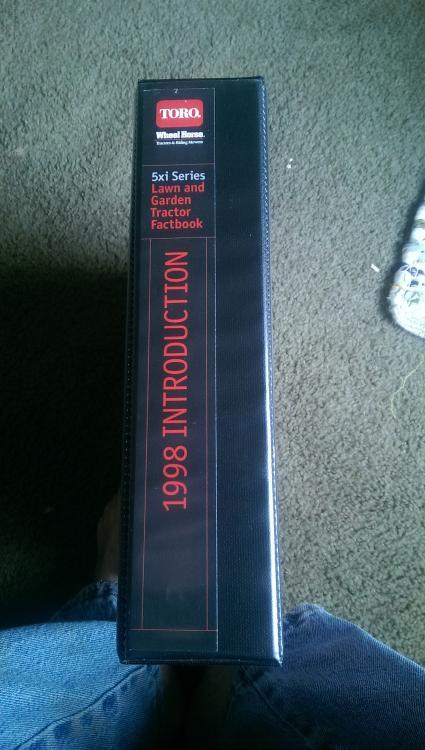 TORO.
Wheel Horse.
Tractors & Riding Mowers
5xi Series
Lawn and
Garden
Tractor
Factbook
1998 INTRODUCTION